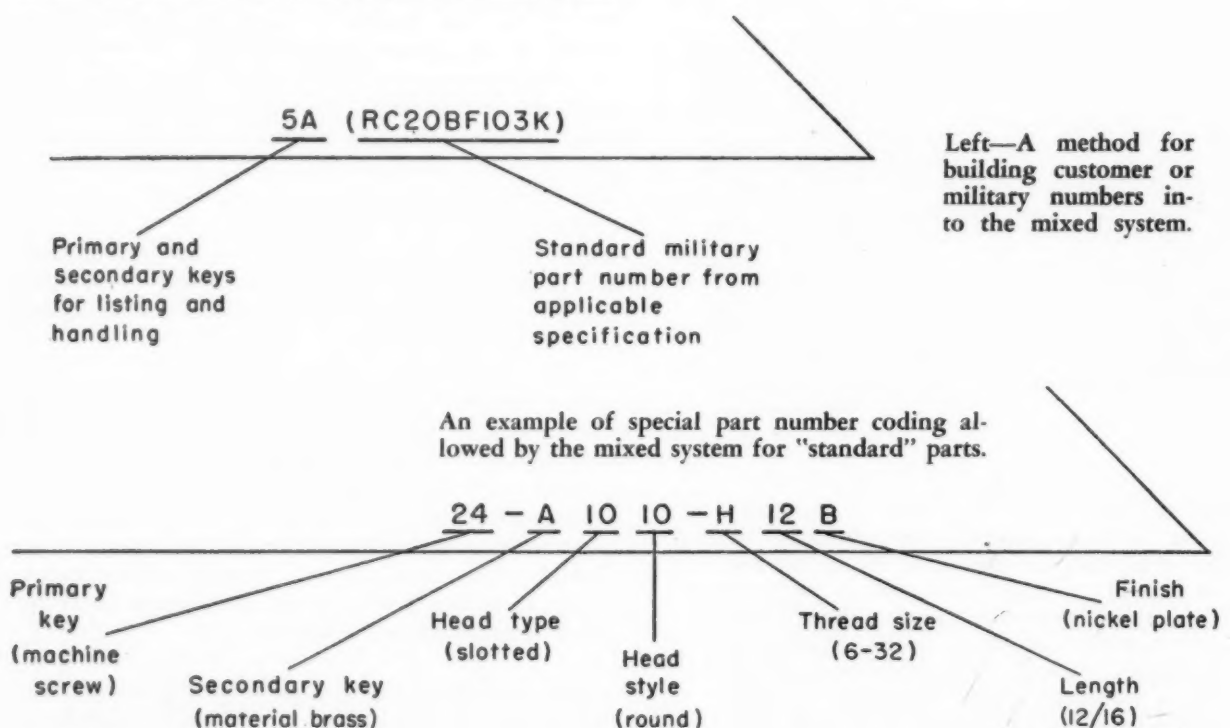 5A (RC20BF103K)
Left—A method for
building customer or
military numbers in-
to the mixed system.
Primary and
secondary keys
for listing and
handling
Standard military
part number from
applicable
specification
An example of special part number coding al-
lowed by the mixed system for "standard" parts.
24 - A 10 10 - H 12 B
Primary
key
(machine
screw)
Secondary key
(material brass)
Head type
(slotted)
Head
style
(round)
Thread size
(6-32)
Length
(12/16)
Finish
(nickel plate)